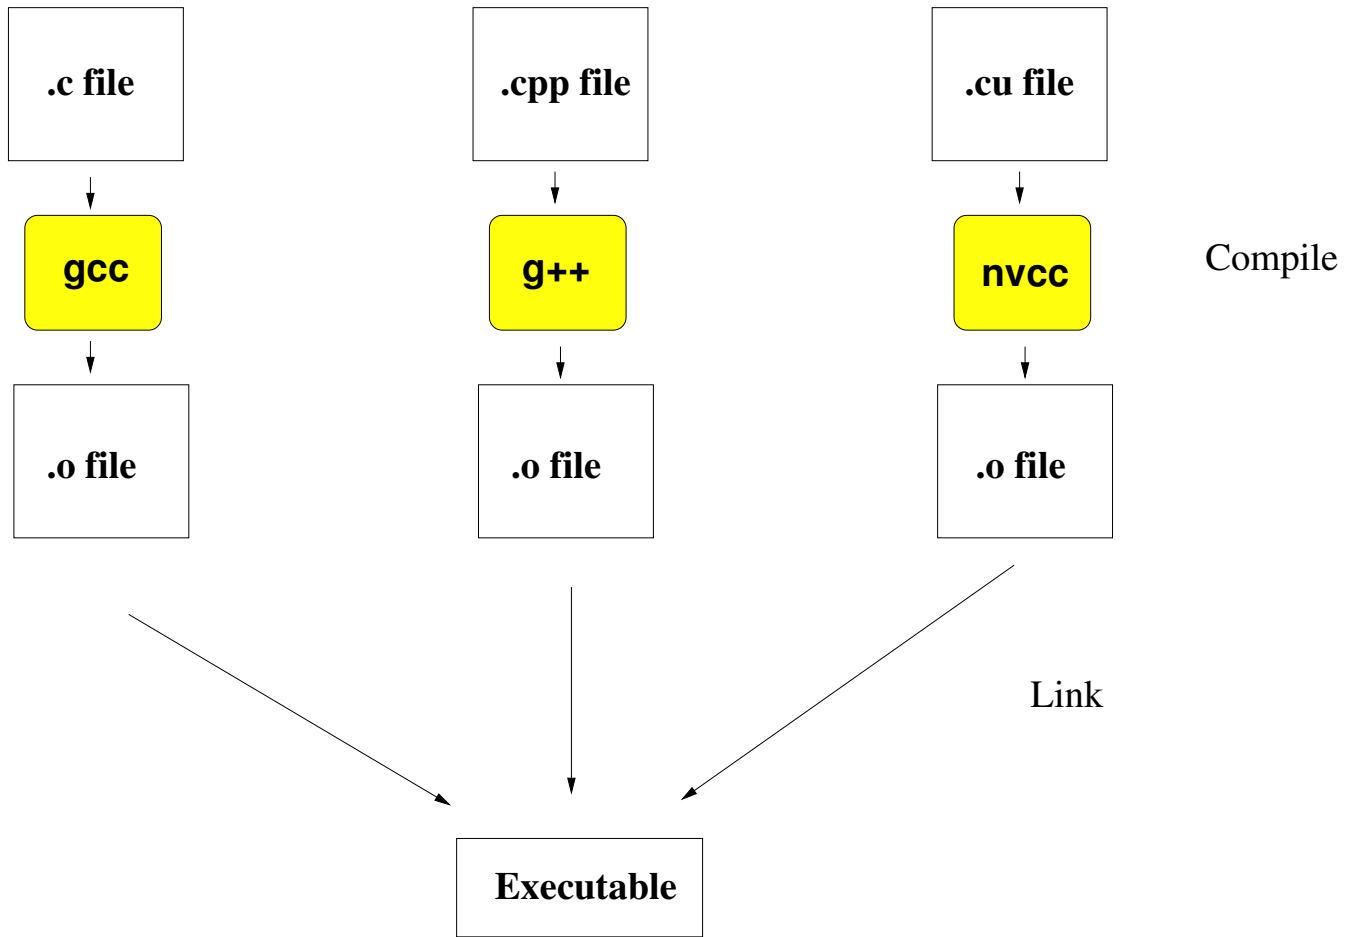 .c file
.cpp file
.cu file
gcc
g++
nvcc
Compile
.o file
.o file
.o file
Link
Executable